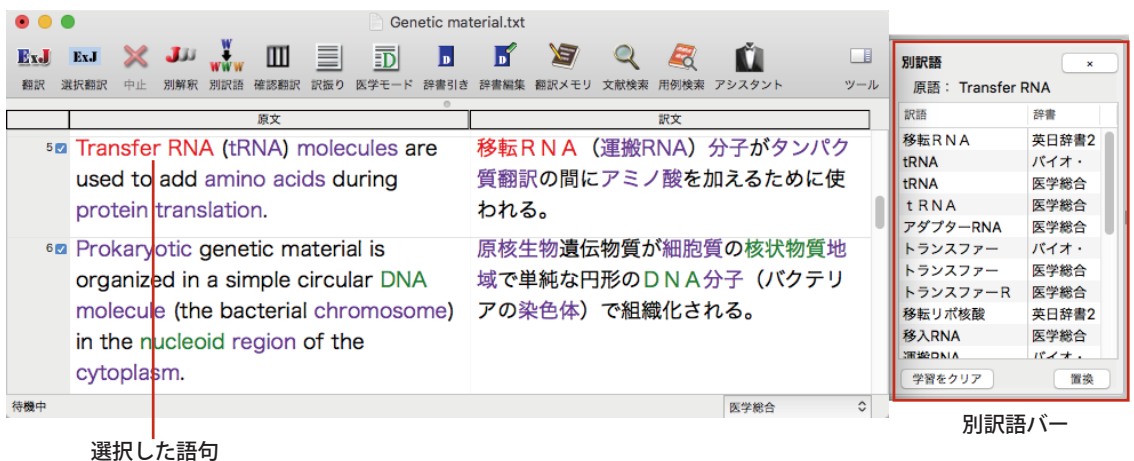 Genetic material.txt
ExJ ExJ JJJ W WWW D D D
翻訳 選択翻訳 中止 別解釈 別訳語 確認翻訳 訳振り 医学モード 辞書引き 辞書編集 翻訳メモリ 文献検索 用例検索 アシスタント ツール
原文 訳文
5 Transfer RNA (tRNA) molecules are
used to add amino acids during
protein translation.
移転ＲＮＡ（運搬RNA）分子がタンパク
質翻訳の間にアミノ酸を加えるために使
われる。
6 Prokaryotic genetic material is
organized in a simple circular DNA
molecule (the bacterial chromosome)
in the nucleoid region of the
cytoplasm.
原核生物遺伝物質が細胞質の核状物質地
域で単純な円形のＤＮＡ分子（バクテリ
アの染色体）で組織化される。
待機中 医学総合
選択した語句
別訳語 ×
原語： Transfer RNA
訳語 辞書
移転ＲＮＡ 英日辞書2
tRNA バイオ・
tRNA 医学総合
ｔＲＮＡ 医学総合
アダプターRNA 医学総合
トランスファー バイオ・
トランスファー 医学総合
トランスファーR 医学総合
移転リボ核酸 英日辞書2
移入RNA 医学総合
運搬RNA バイオ・
学習をクリア 置換
別訳語バー